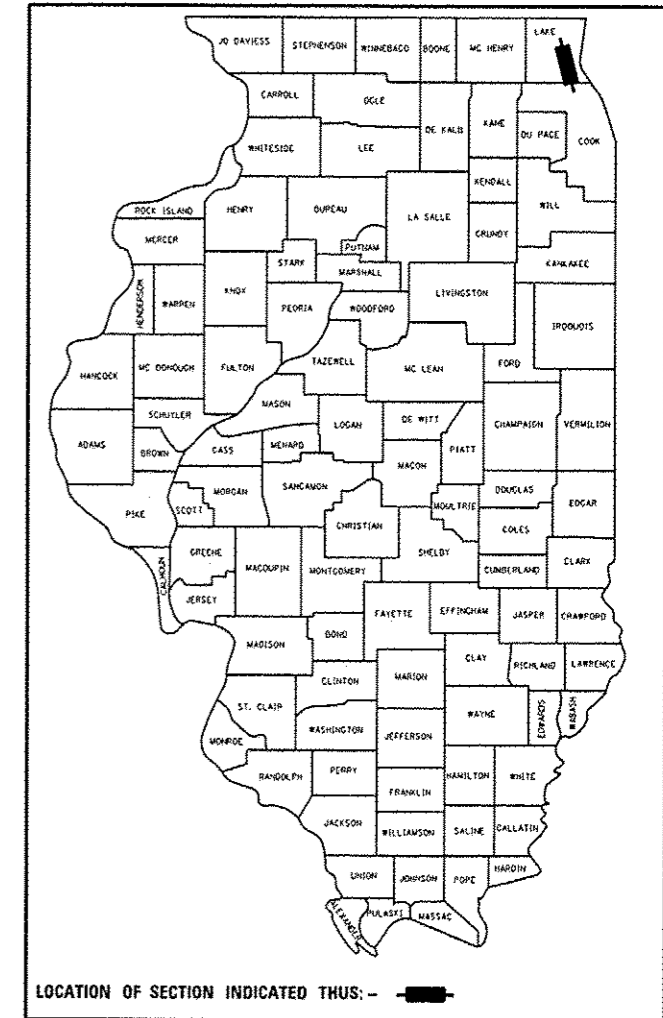 JO DAVIESS STEPHENSON WINNEBAGO BOONE MC HENRY LAKE
CARROLL OGLE DE KALB KANE DU PAGE COOK
WHITESIDE LEE
KENDALL WILL
ROCK ISLAND HENRY BUREAU LA SALLE GRUNDY
MERCER PUTNAM KANKAKEE
STARK MARSHALL
HENDERSON WARREN KNOX PEORIA WOODFORD LIVINGSTON IROQUOIS
HANCOCK MC DONOUGH FULTON TAZEWELL MC LEAN FORD
SCHUYLER MASON LOGAN DE WITT CHAMPAIGN VERMILION
ADAMS BROWN CASS MENARD MACON PIATT
PIKE SCOTT MORGAN SANGAMON MOULTRIE DOUGLAS EDGAR
CHRISTIAN COLES
CALHOUN GREENE MACOUPIN MONTGOMERY SHELBY CUMBERLAND CLARK
JERSEY FAYETTE EFFINGHAM JASPER CRAWFORD
MADISON BOND
CLINTON MARION CLAY RICHLAND LAWRENCE
ST. CLAIR WAYNE EDWARDS WABASH
MONROE WASHINGTON JEFFERSON
RANDOLPH PERRY HAMILTON WHITE
FRANKLIN
JACKSON WILLIAMSON SALINE GALLATIN
UNION JOHNSON POPE HARDIN
ALEXANDER PULASKI MASSAC
LOCATION OF SECTION INDICATED THUS: -